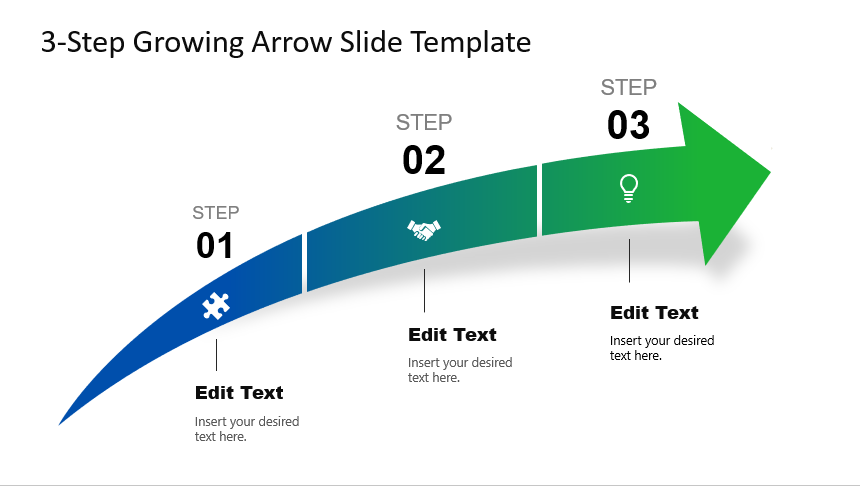 3-Step Growing Arrow Slide Template
STEP
01
Edit Text
Insert your desired
text here.
STEP
02
Edit Text
Insert your desired
text here.
STEP
03
Edit Text
Insert your desired
text here.